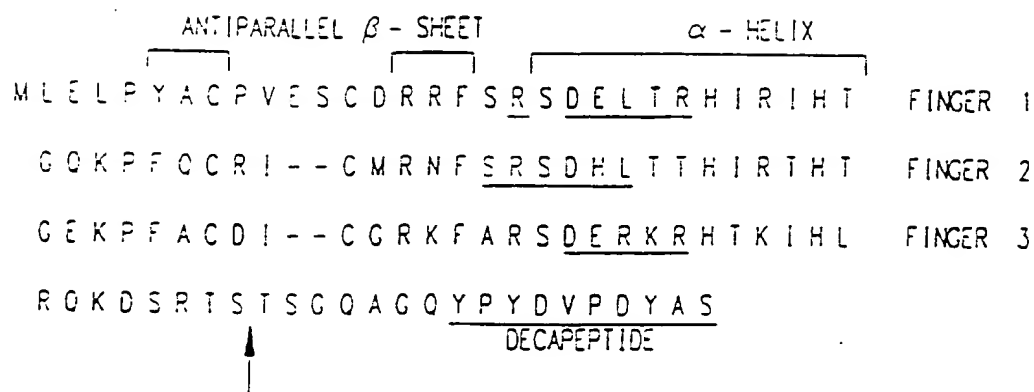 ANTIPARALLEL β - SHEET α - HELIX
M L E L P Y A C P V E S C D R R F S R S D E L T R H I R I H T FINGER 1
G Q K P F Q C R I - - C M R N F S R S D H L T T H I R T H T FINGER 2
G E K P F A C D I - - C G R K F A R S D E R K R H T K I H L FINGER 3
R Q K D S R T S T S G Q A G Q Y P Y D V P D Y A S
DECAPEPTIDE